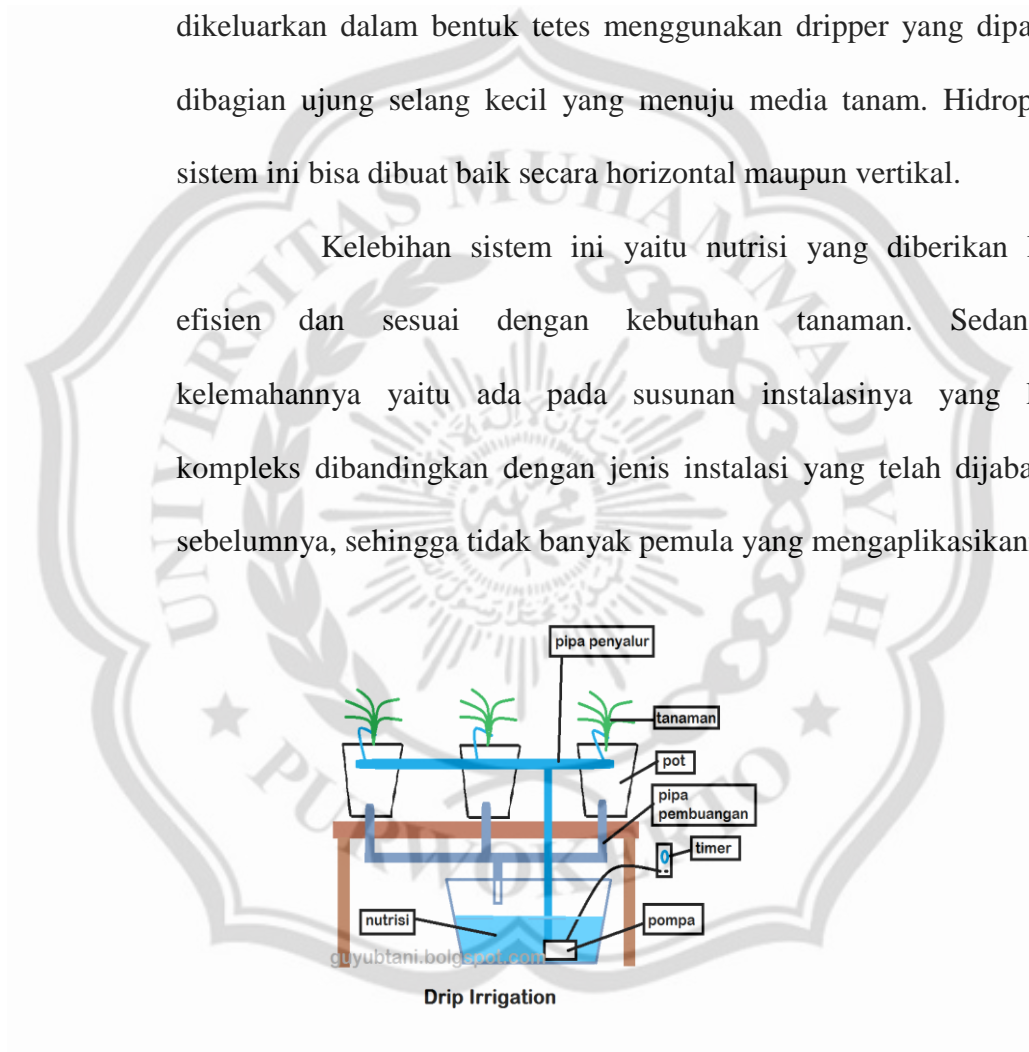 dikeluarkan dalam bentuk tetes menggunakan dripper yang dipa
dibagian ujung selang kecil yang menuju media tanam. Hidrop
sistem ini bisa dibuat baik secara horizontal maupun vertikal.
Kelebihan sistem ini yaitu nutrisi yang diberikan
efisien dan sesuai dengan kebutuhan tanaman. Sedan
kelemahannya yaitu ada pada susunan instalasinya yang
kompleks dibandingkan dengan jenis instalasi yang telah dijaba
sebelumnya, sehingga tidak banyak pemula yang mengaplikasikan
UNIVERSITAS MUHAMMADIYAH
PURWOKERTO
pipa penyalur
tanaman
pot
pipa
pembuangan
timer
nutrisi
pompa
guyubtani.bolgspot.com
Drip Irrigation